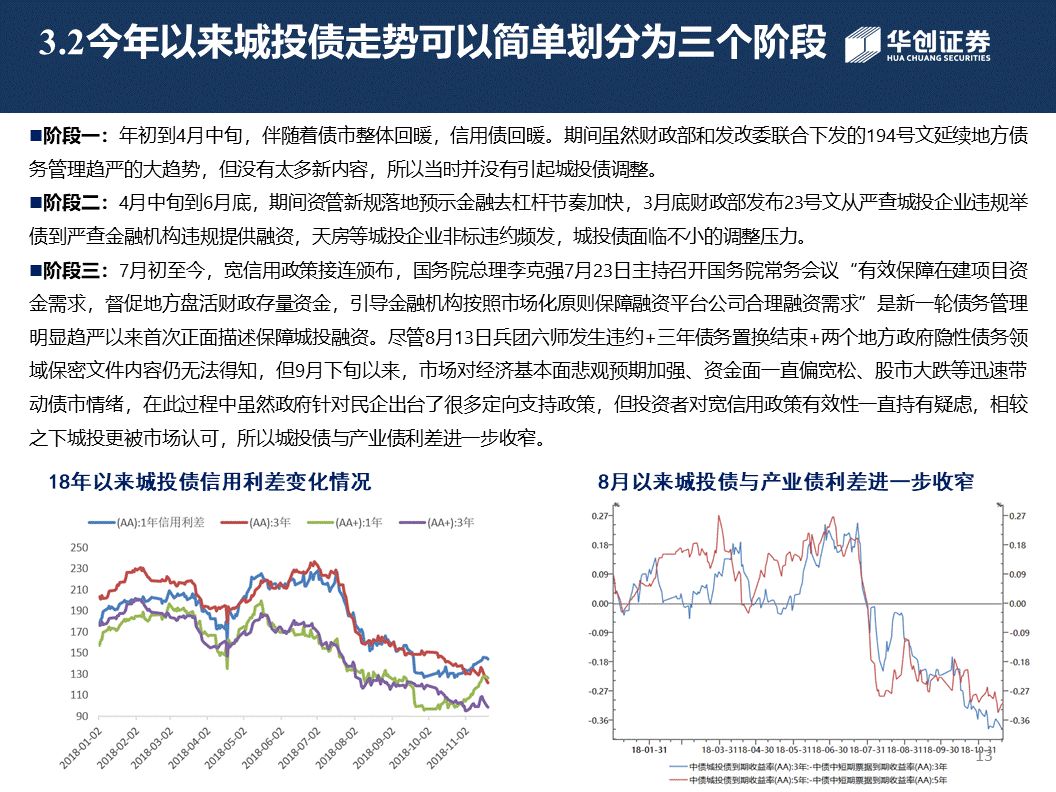 3.2今年以来城投债走势可以简单划分为三个阶段
华创证券
HUA CHUANG SECURITIES
■阶段一：年初到4月中旬，伴随着债市整体回暖，信用债回暖。期间虽然财政部和发改委联合下发的194号文延续地方债
务管理趋严的大趋势，但没有太多新内容，所以当时并没有引起城投债调整。
■阶段二：4月中旬到6月底，期间资管新规落地预示金融去杠杆节奏加快，3月底财政部发布23号文从严查城投企业违规举
债到严查金融机构违规提供融资，天房等城投企业非标违约频发，城投债面临不小的调整压力。
■阶段三：7月初至今，宽信用政策接连颁布，国务院总理李克强7月23日主持召开国务院常务会议“有效保障在建项目资
金需求，督促地方盘活财政存量资金，引导金融机构按照市场化原则保障融资平台公司合理融资需求”是新一轮债务管理
明显趋严以来首次正面描述保障城投融资。尽管8月13日兵团六师发生违约+三年债务置换结束+两个地方政府隐性债务领
域保密文件内容仍无法得知，但9月下旬以来，市场对经济基本面悲观预期加强、资金面一直偏宽松、股市大跌等迅速带
动债市情绪，在此过程中虽然政府针对民企出台了很多定向支持政策，但投资者对宽信用政策有效性一直持有疑虑，相较
之下城投更被市场认可，所以城投债与产业债利差进一步收窄。
18年以来城投债信用利差变化情况
(AA):1年信用利差 (AA):3年 (AA+):1年 (AA+):3年
250
230
210
190
170
150
130
110
90
2018-01-02 2018-02-02 2018-03-02 2018-04-02 2018-05-02 2018-06-02 2018-07-02 2018-08-02 2018-09-02 2018-10-02 2018-11-02
8月以来城投债与产业债利差进一步收窄
% %
0.27 0.27
0.18 0.18
0.09 0.09
0.00 0.00
-0.09 -0.09
-0.18 -0.18
-0.27 -0.27
-0.36 -0.36
18-01-31 18-03-31 18-04-30 18-05-31 18-06-30 18-07-31 18-08-31 18-09-30 18-10-31
中债城投债到期收益率(AA):3年:-中债中短期票据到期收益率(AA):3年
中债城投债到期收益率(AA):5年:-中债中短期票据到期收益率(AA):5年
13